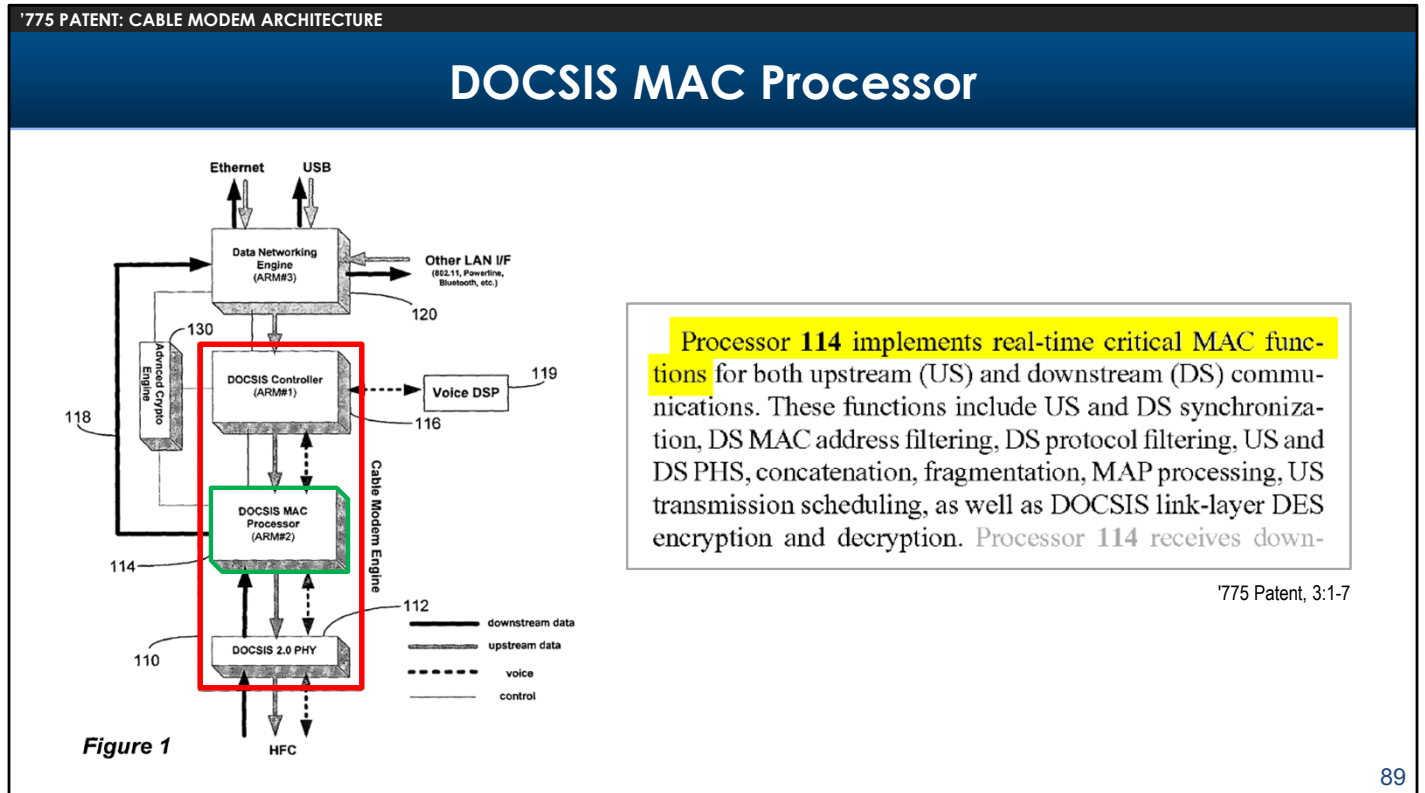 '775 PATENT: CABLE MODEM ARCHITECTURE
DOCSIS MAC Processor
Ethernet
USB
Data Networking
Engine
(ARM#3)
Other LAN I/F
(802.11, Powerline,
Bluetooth, etc.)
120
130
Advnced Crypto
Engine
DOCSIS Controller
(ARM#1)
Voice DSP
119
116
118
Cable Modem Engine
DOCSIS MAC
Processor
(ARM#2)
114
112
DOCSIS 2.0 PHY
110
downstream data
upstream data
voice
control
Figure 1
HFC
Processor 114 implements real-time critical MAC func-
tions for both upstream (US) and downstream (DS) commu-
nications. These functions include US and DS synchroniza-
tion, DS MAC address filtering, DS protocol filtering, US and
DS PHS, concatenation, fragmentation, MAP processing, US
transmission scheduling, as well as DOCSIS link-layer DES
encryption and decryption. Processor 114 receives down-
'775 Patent, 3:1-7
89